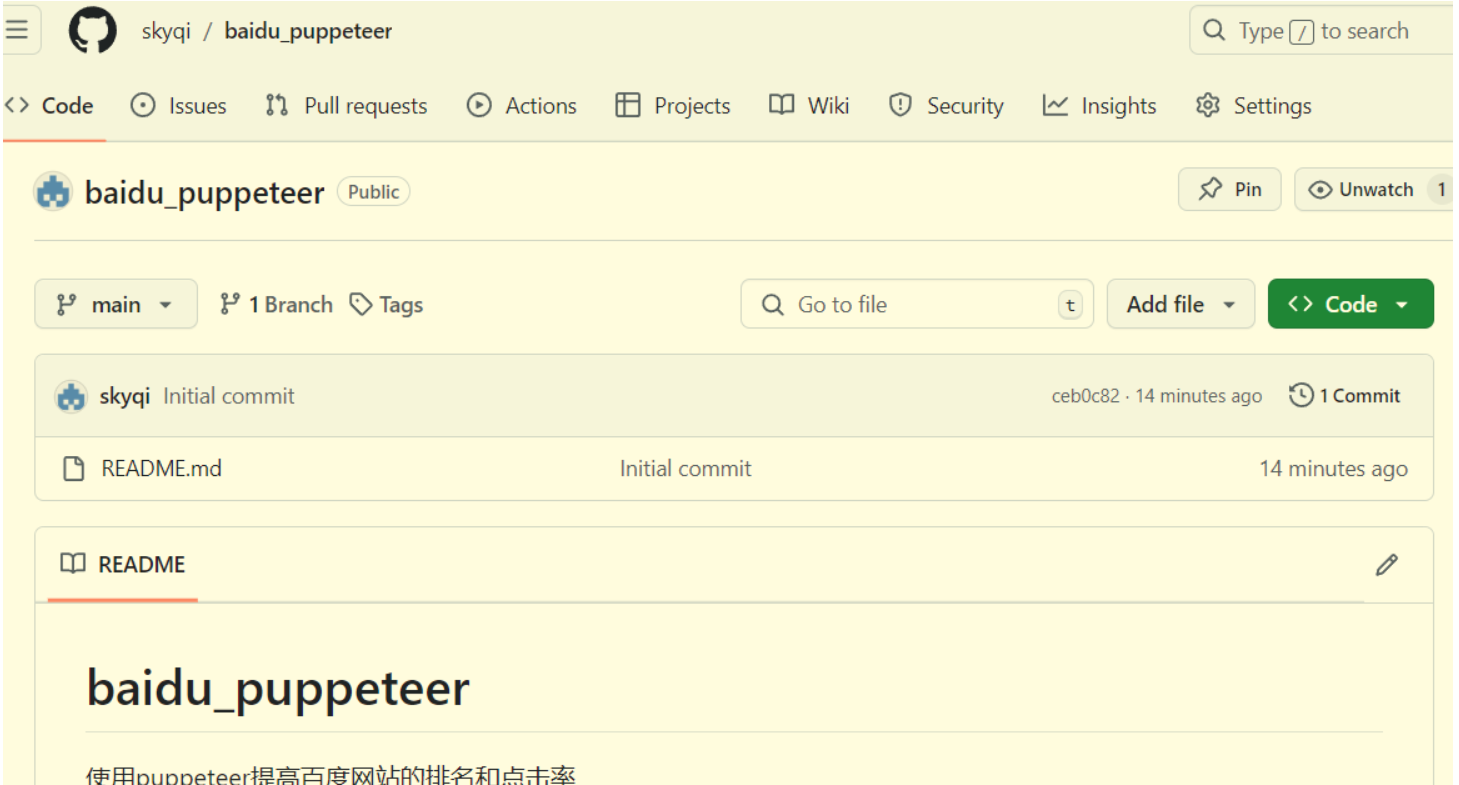 skyqi / baidu_puppeteer
Type / to search
Code Issues Pull requests Actions Projects Wiki Security Insights Settings
baidu_puppeteer Public
Pin Unwatch 1
main 1 Branch Tags
Go to file t Add file Code
skyqi Initial commit ceb0c82 · 14 minutes ago 1 Commit
README.md Initial commit 14 minutes ago
README
baidu_puppeteer
使用puppeteer提高百度网站的排名和点击率